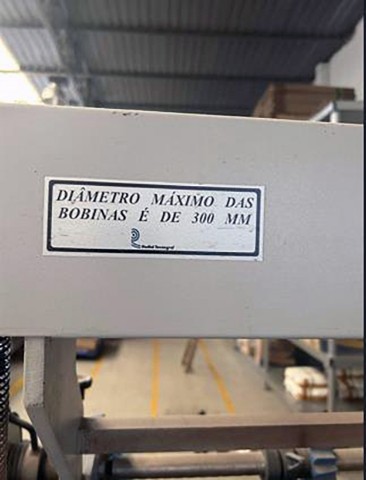 DIÂMETRO MÁXIMO DAS
BOBINAS É DE 300 MM